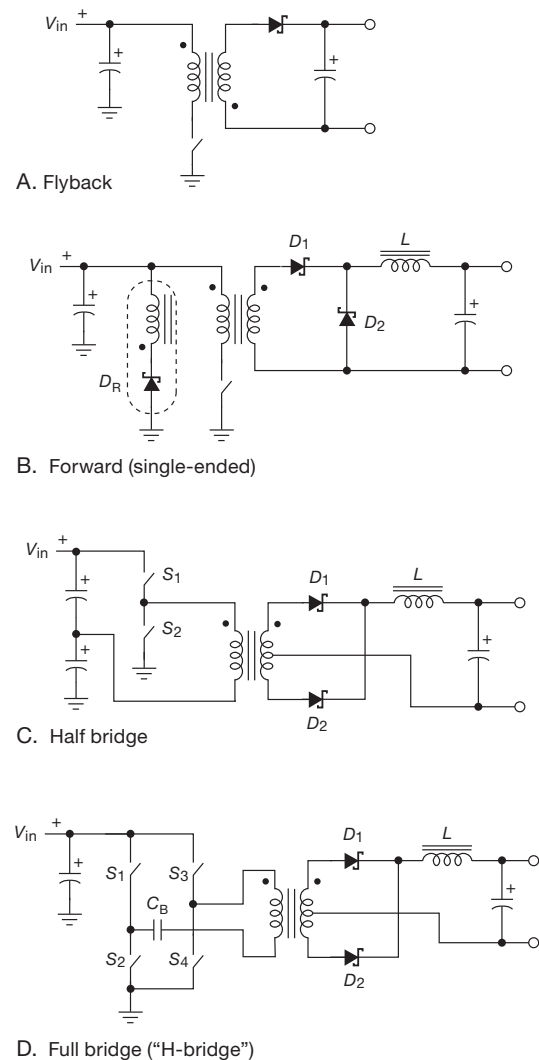 Vin +
+
+
A. Flyback
D1
L
Vin +
+
D2
+
DR
B. Forward (single-ended)
Vin +
S1
D1
L
+
S2
+
+
D2
C. Half bridge
Vin +
D1
L
S1
S3
+
CB
+
S2
S4
D2
D. Full bridge (“H-bridge”)